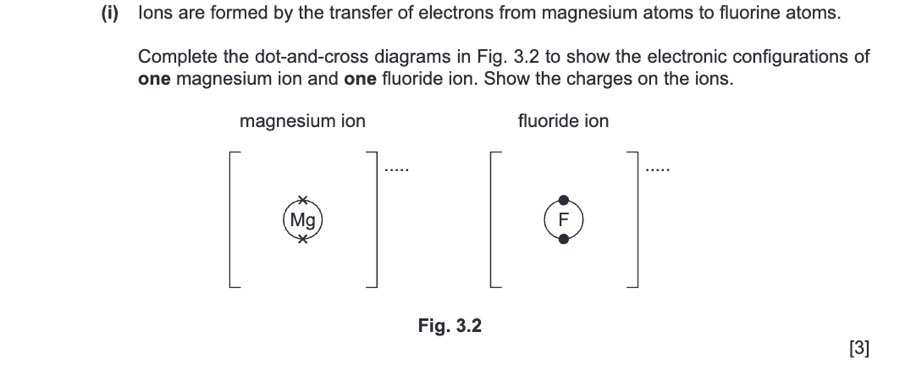 (i) Ions are formed by the transfer of electrons from magnesium atoms to fluorine atoms.
Complete the dot-and-cross diagrams in Fig. 3.2 to show the electronic configurations of
one magnesium ion and one fluoride ion. Show the charges on the ions.
magnesium ion
fluoride ion
.....
.....
Mg
F
Fig. 3.2
[3]